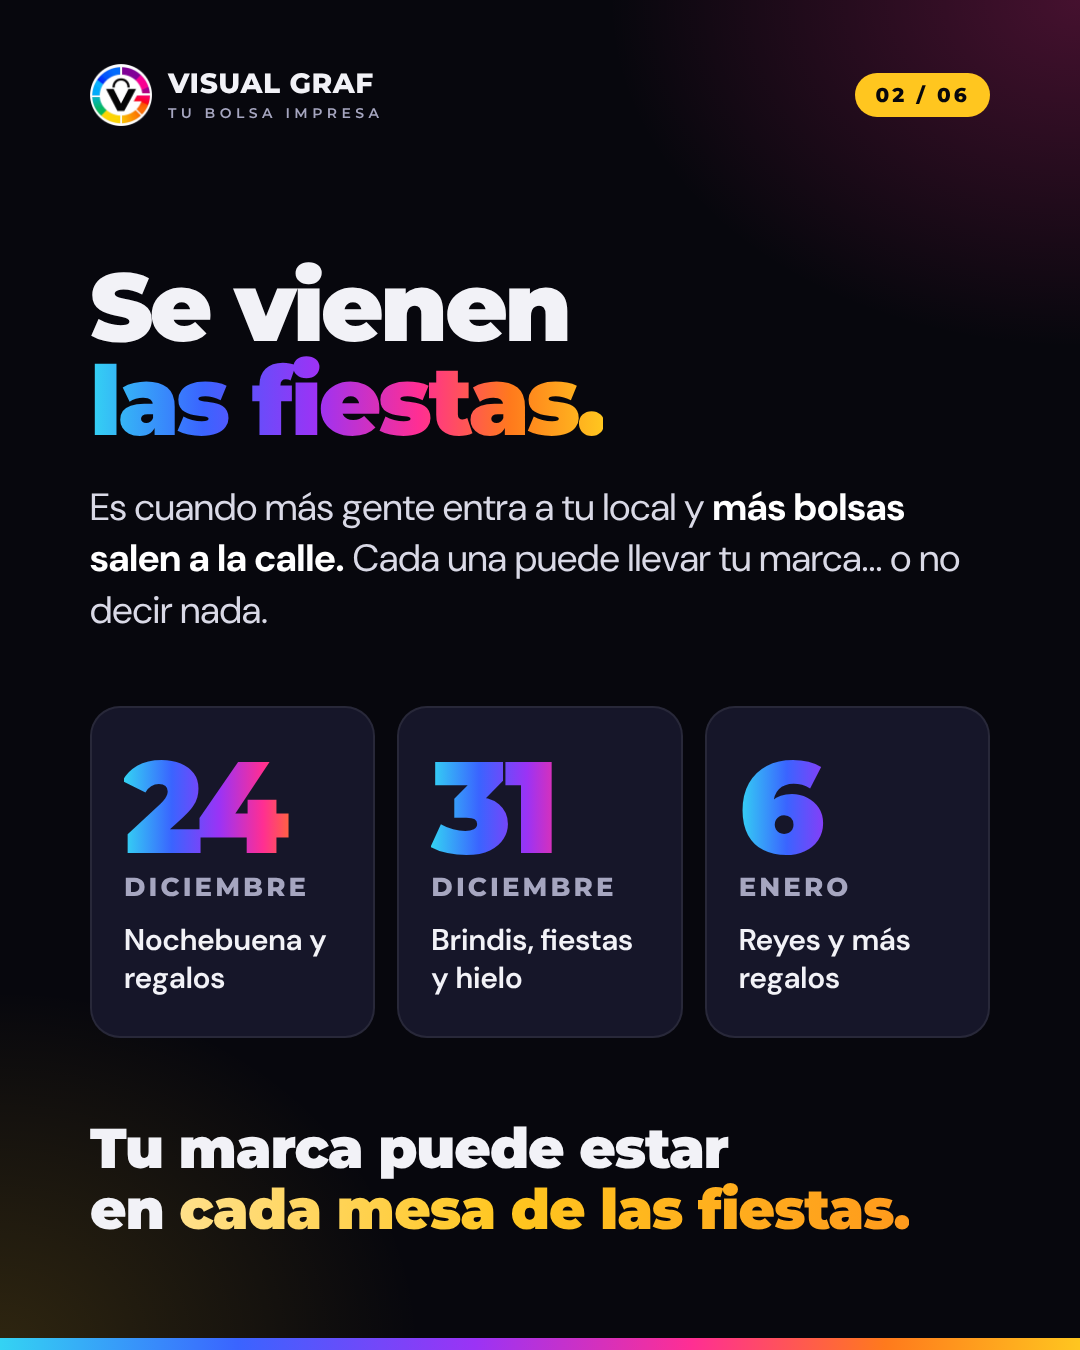 VISUAL GRAF
TU BOLSA IMPRESA
02 / 06
Se vienen
las fiestas.
Es cuando más gente entra a tu local y más bolsas
salen a la calle. Cada una puede llevar tu marca... o no
decir nada.
24
DICIEMBRE
Nochebuena y
regalos
31
DICIEMBRE
Brindis, fiestas
y hielo
6
ENERO
Reyes y más
regalos
Tu marca puede estar
en cada mesa de las fiestas.